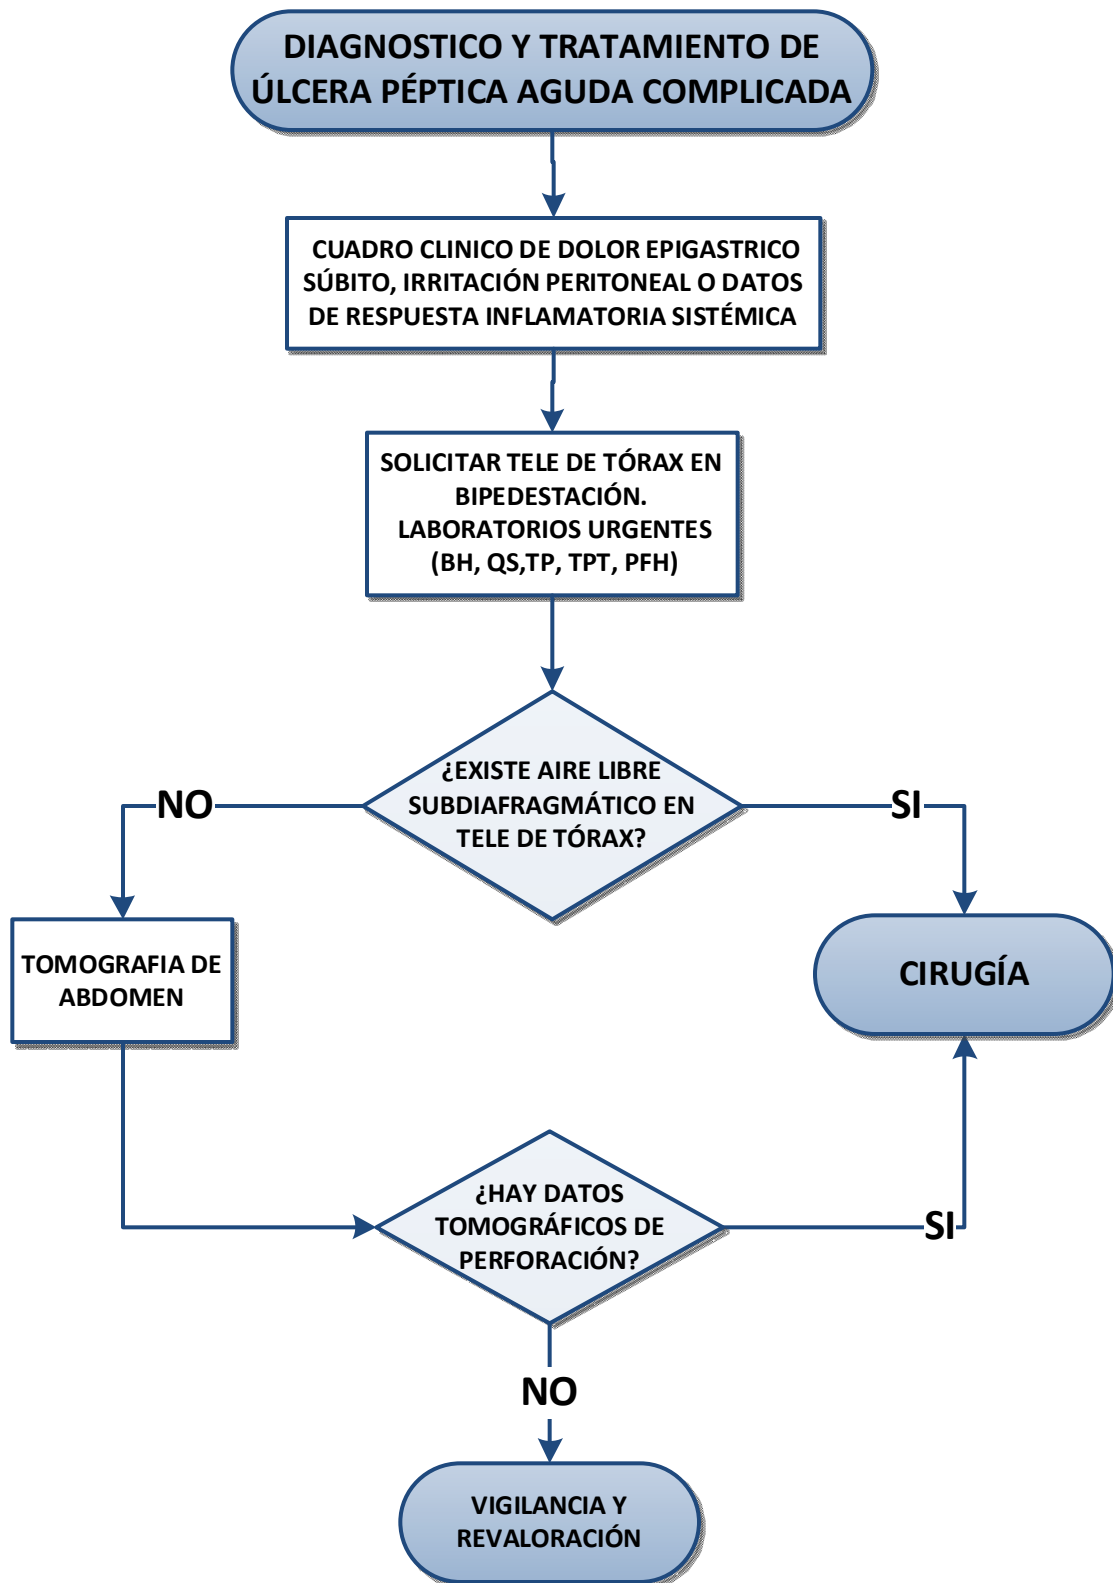 DIAGNOSTICO Y TRATAMIENTO DE
ÚLCERA PÉPTICA AGUDA COMPLICADA
CUADRO CLINICO DE DOLOR EPIGASTRICO
SÚBITO, IRRITACIÓN PERITONEAL O DATOS
DE RESPUESTA INFLAMATORIA SISTÉMICA
SOLICITAR TELE DE TÓRAX EN
BIPEDESTACIÓN.
LABORATORIOS URGENTES
(BH, QS,TP, TPT, PFH)
¿EXISTE AIRE LIBRE
SUBDIAFRAGMÁTICO EN
TELE DE TÓRAX?
NO
SI
TOMOGRAFIA DE
ABDOMEN
CIRUGÍA
¿HAY DATOS
TOMOGRÁFICOS DE
PERFORACIÓN?
SI
NO
VIGILANCIA Y
REVALORACIÓN